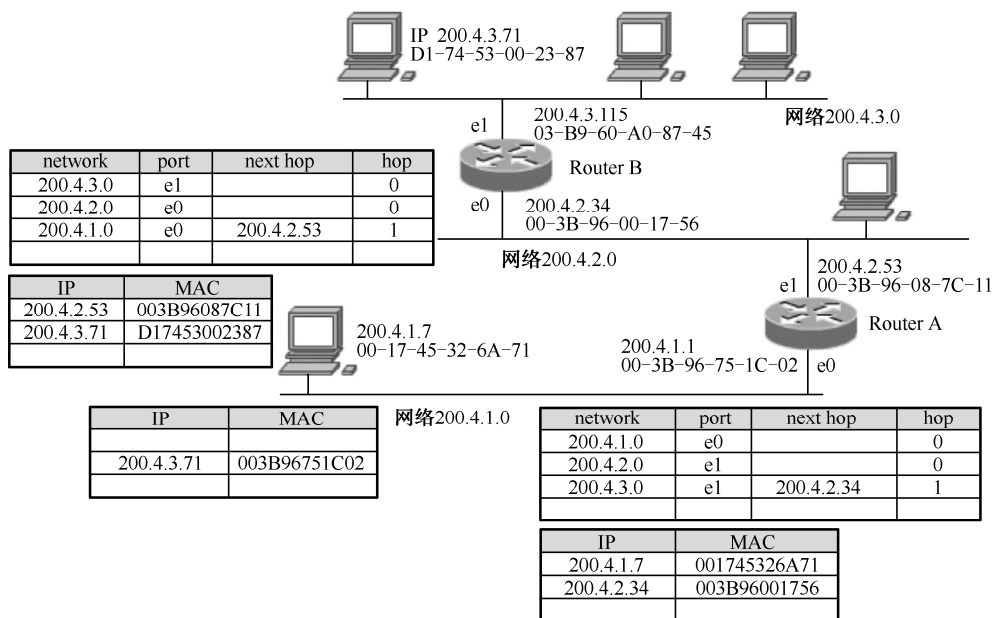 IP 200.4.3.71
D1-74-53-00-23-87
200.4.3.115
03-B9-60-A0-87-45
网络200.4.3.0
e1
Router B
e0
200.4.2.34
00-3B-96-00-17-56
network port next hop hop
200.4.3.0 e1 0
200.4.2.0 e0 0
200.4.1.0 e0 200.4.2.53 1
网络200.4.2.0
IP MAC
200.4.2.53 003B96087C11
200.4.3.71 D17453002387
200.4.2.53
00-3B-96-08-7C-11
e1
Router A
200.4.1.7
00-17-45-32-6A-71
200.4.1.1
00-3B-96-75-1C-02
e0
网络200.4.1.0
IP MAC
200.4.3.71 003B96751C02
network port next hop hop
200.4.1.0 e0 0
200.4.2.0 e1 0
200.4.3.0 e1 200.4.2.34 1
IP MAC
200.4.1.7 001745326A71
200.4.2.34 003B96001756